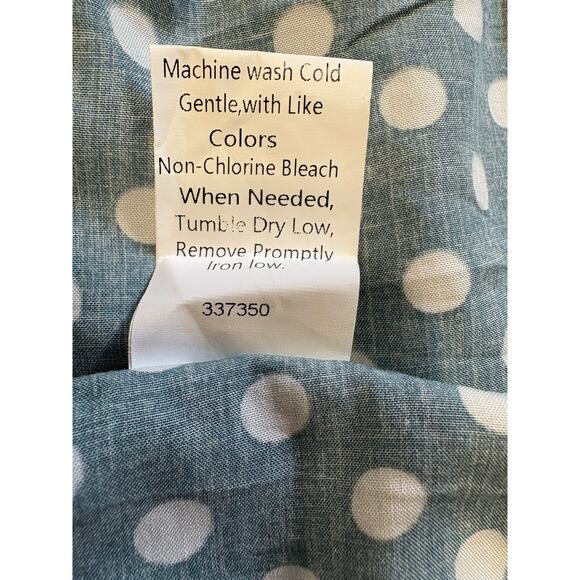 Machine wash Cold
Gentle,with Like
Colors
Non-Chlorine Bleach
When Needed,
Tumble Dry Low,
Remove Promptly
Iron low.
337350